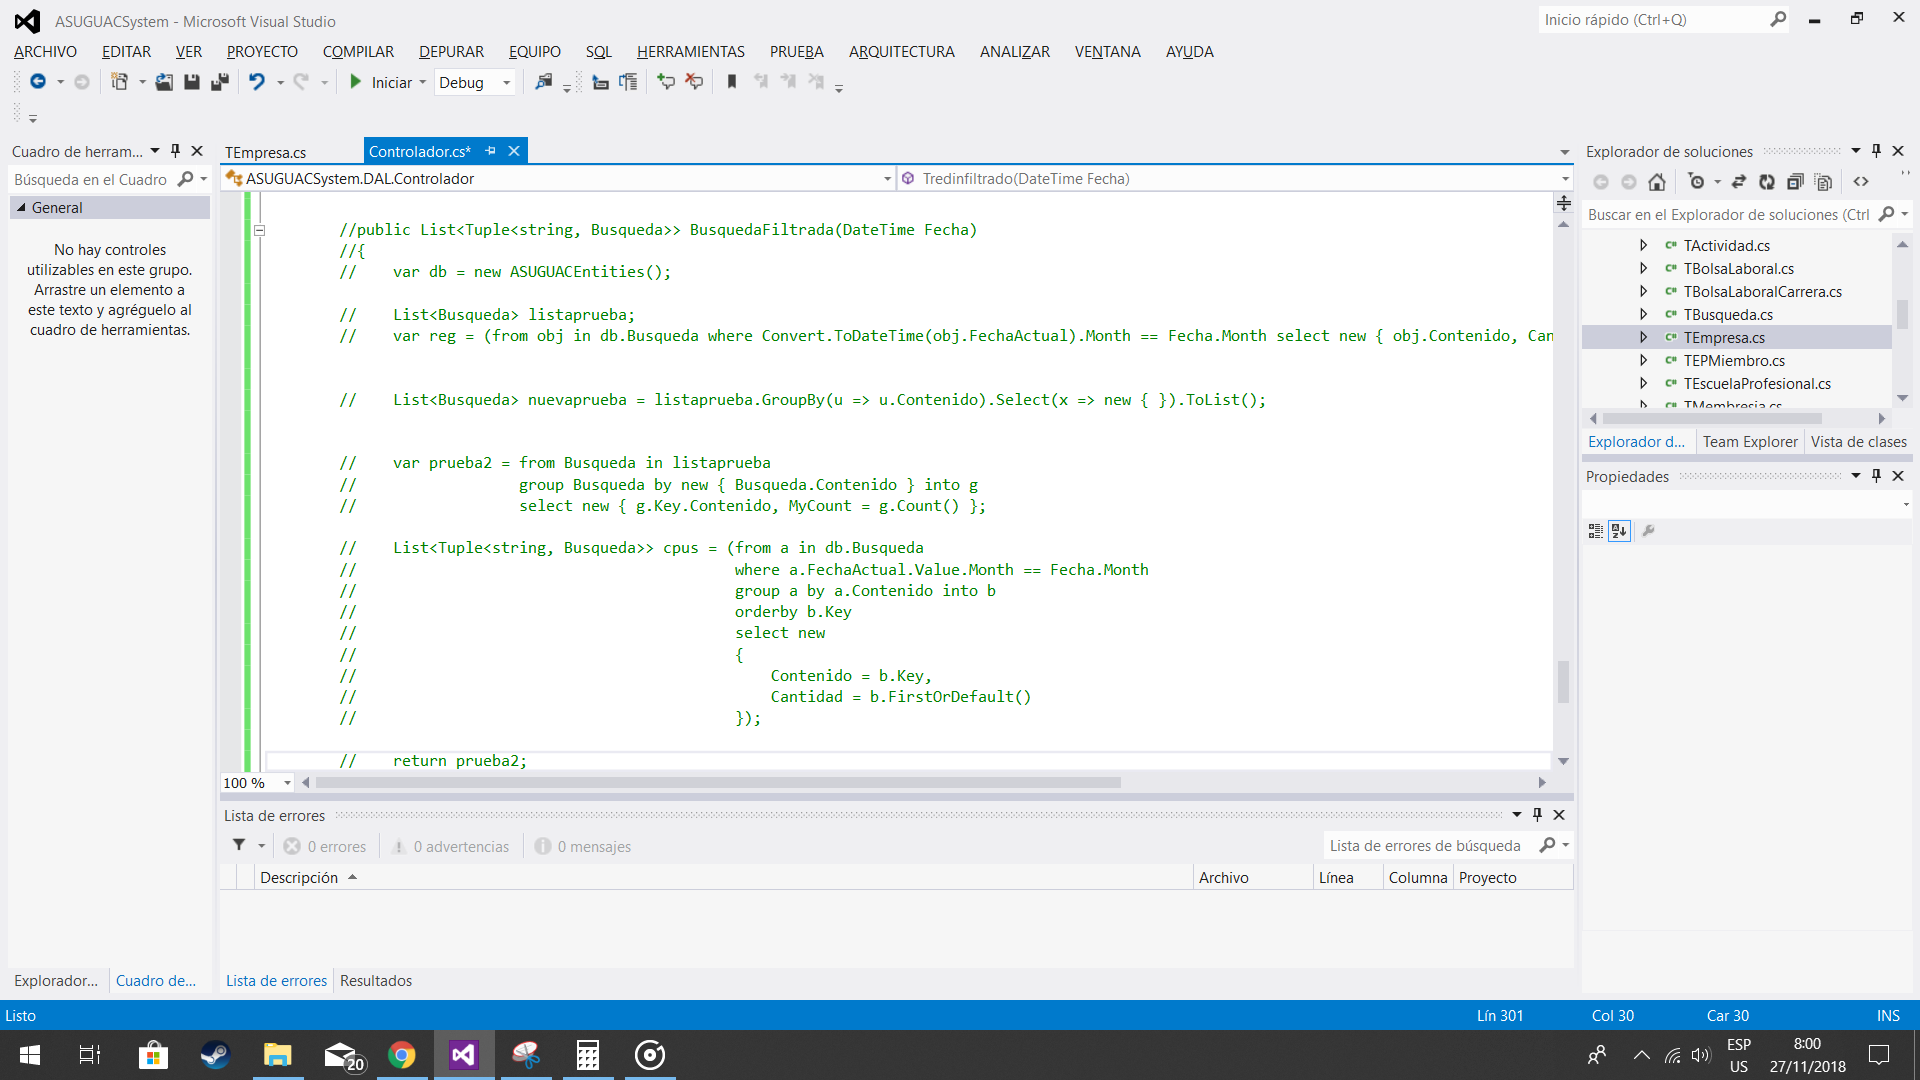 ASUGUACSystem - Microsoft Visual Studio
Inicio rápido (Ctrl+Q)
ARCHIVO EDITAR VER PROYECTO COMPILAR DEPURAR EQUIPO SQL HERRAMIENTAS PRUEBA ARQUITECTURA ANALIZAR VENTANA AYUDA
Iniciar Debug
Cuadro de herram...
Búsqueda en el Cuadro
General
No hay controles
utilizables en este grupo.
Arrastre un elemento a
este texto y agréguelo al
cuadro de herramientas.
Explorador... Cuadro de...
TEmpresa.cs Controlador.cs*
ASUGUACSystem.DAL.Controlador Tredinfiltrado(DateTime Fecha)
//public List<Tuple<string, Busqueda>> BusquedaFiltrada(DateTime Fecha)
//{
//    var db = new ASUGUACEntities();
//    List<Busqueda> listaprueba;
//    var reg = (from obj in db.Busqueda where Convert.ToDateTime(obj.FechaActual).Month == Fecha.Month select new { obj.Contenido, Can
//    List<Busqueda> nuevaprueba = listaprueba.GroupBy(u => u.Contenido).Select(x => new { }).ToList();
//    var prueba2 = from Busqueda in listaprueba
//                  group Busqueda by new { Busqueda.Contenido } into g
//                  select new { g.Key.Contenido, MyCount = g.Count() };
//    List<Tuple<string, Busqueda>> cpus = (from a in db.Busqueda
//                                          where a.FechaActual.Value.Month == Fecha.Month
//                                          group a by a.Contenido into b
//                                          orderby b.Key
//                                          select new
//                                          {
//                                              Contenido = b.Key,
//                                              Cantidad = b.FirstOrDefault()
//                                          });
//    return prueba2;
100 %
Lista de errores
0 errores 0 advertencias 0 mensajes
Lista de errores de búsqueda
Descripción Archivo Línea Columna Proyecto
Lista de errores Resultados
Explorador de soluciones
Buscar en el Explorador de soluciones (Ctrl
C# TActividad.cs
C# TBolsaLaboral.cs
C# TBolsaLaboralCarrera.cs
C# TBusqueda.cs
C# TEmpresa.cs
C# TEPMiembro.cs
C# TEscuelaProfesional.cs
C# TMembresia.cs
Explorador d... Team Explorer Vista de clases
Propiedades
Listo Lín 301 Col 30 Car 30 INS
20
ESP
US
8:00
27/11/2018